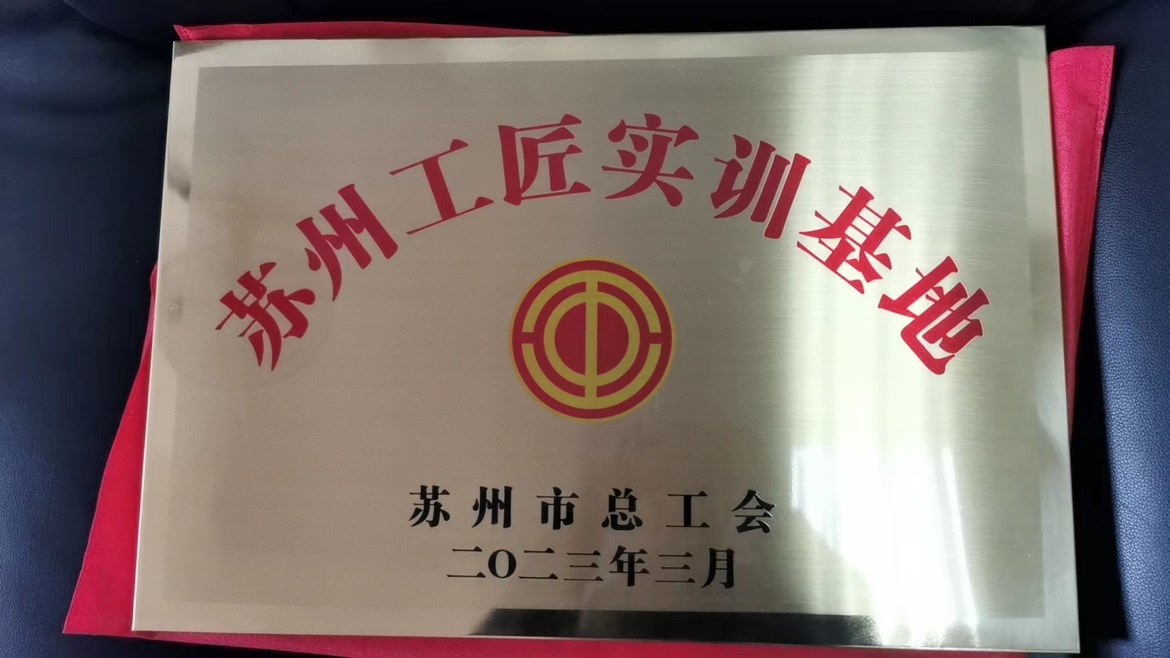 苏州工匠实训基地
苏州市总工会
二〇二三年三月